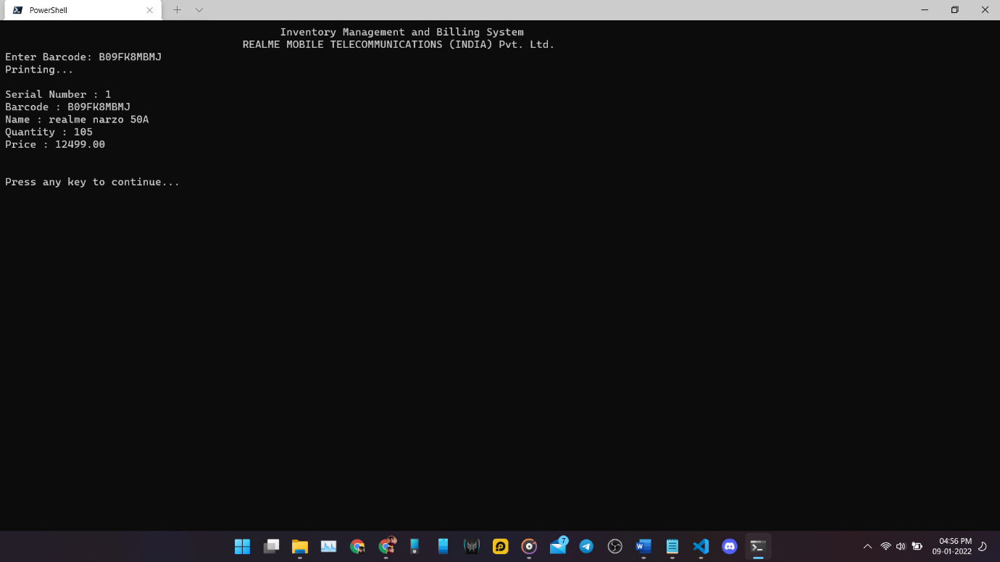 PowerShell
Inventory Management and Billing System
REALME MOBILE TELECOMMUNICATIONS (INDIA) Pvt. Ltd.
Enter Barcode: B09FK8MBMJ
Printing...
Serial Number : 1
Barcode : B09FK8MBMJ
Name : realme narzo 50A
Quantity : 105
Price : 12499.00
Press any key to continue...
7
04:56 PM
09-01-2022